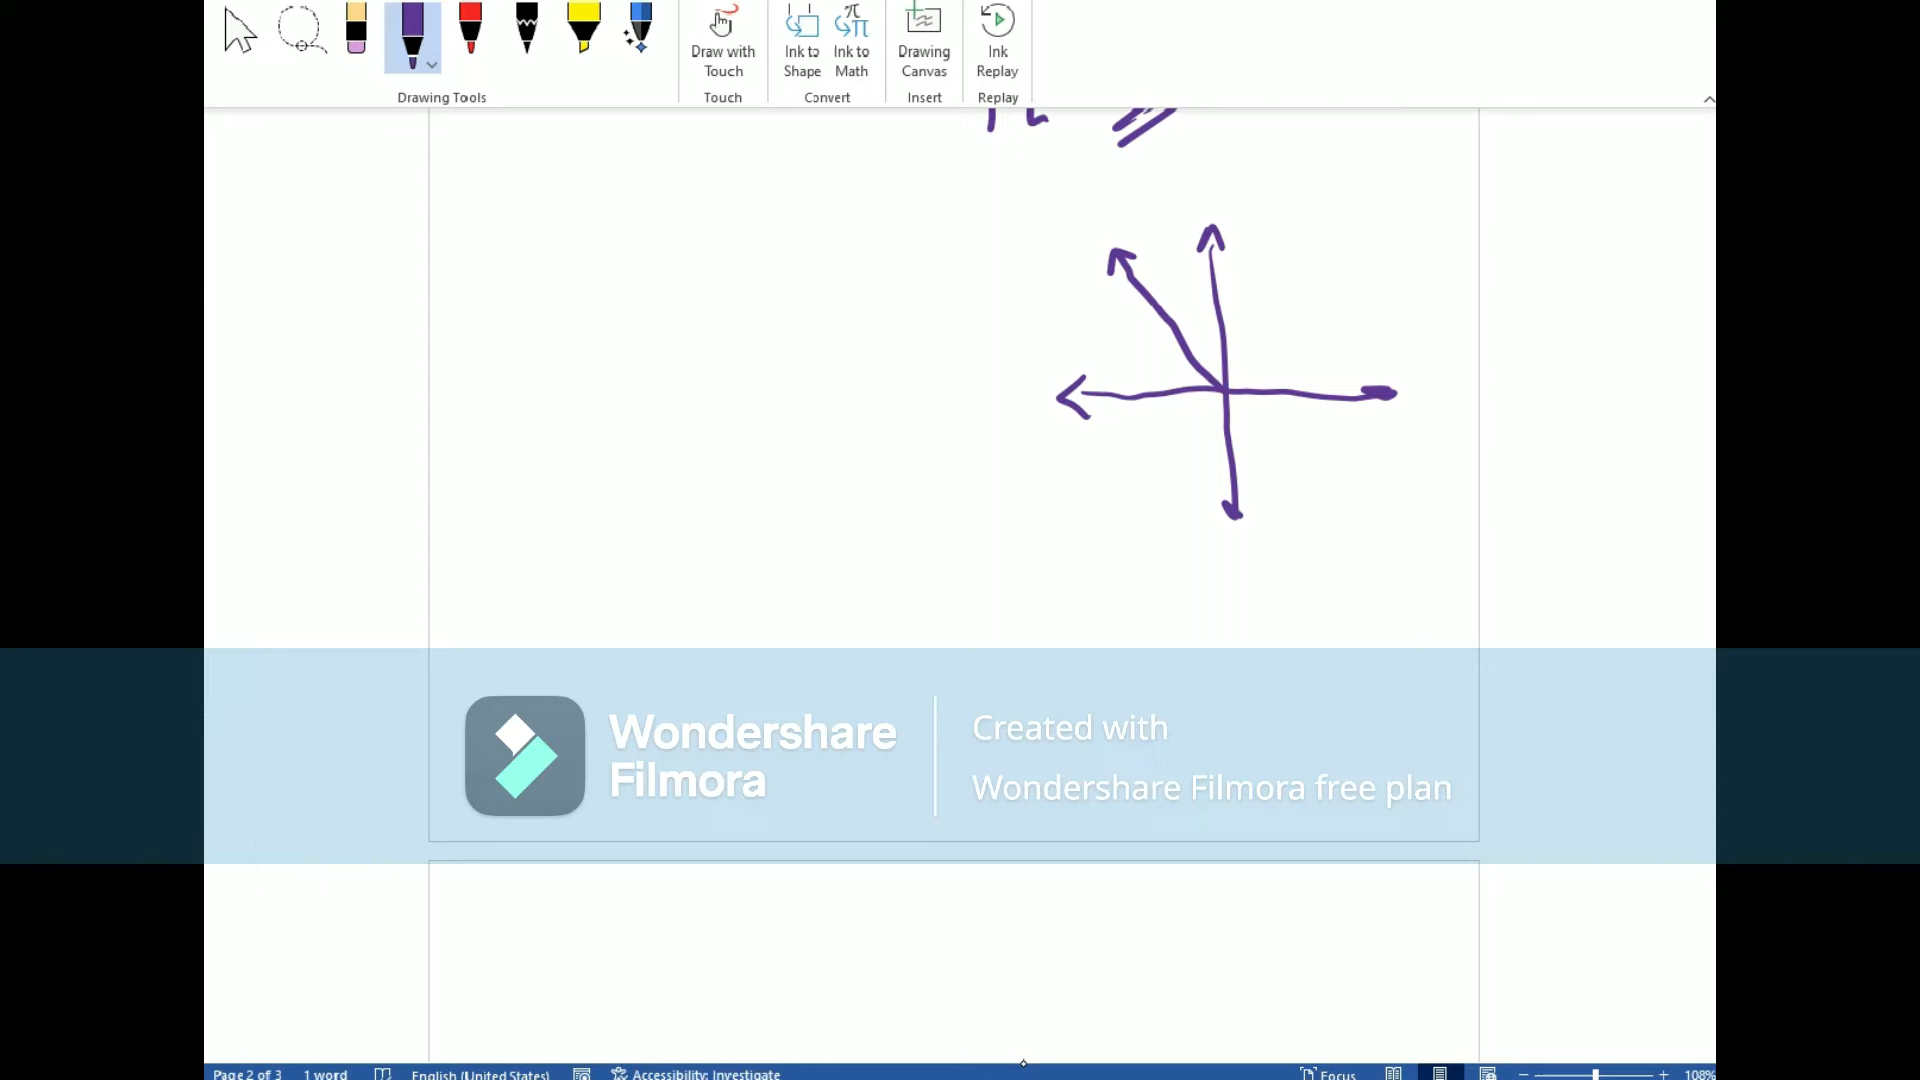 Draw with Touch
Ink to Shape
Ink to Math
Drawing Canvas
Ink Replay
Drawing Tools
Touch
Convert
Insert
Replay
Wondershare
Filmora
Created with
Wondershare Filmora free plan
Page 2 of 3 1 word English (United States) Accessibility: Investigate Focus 108%